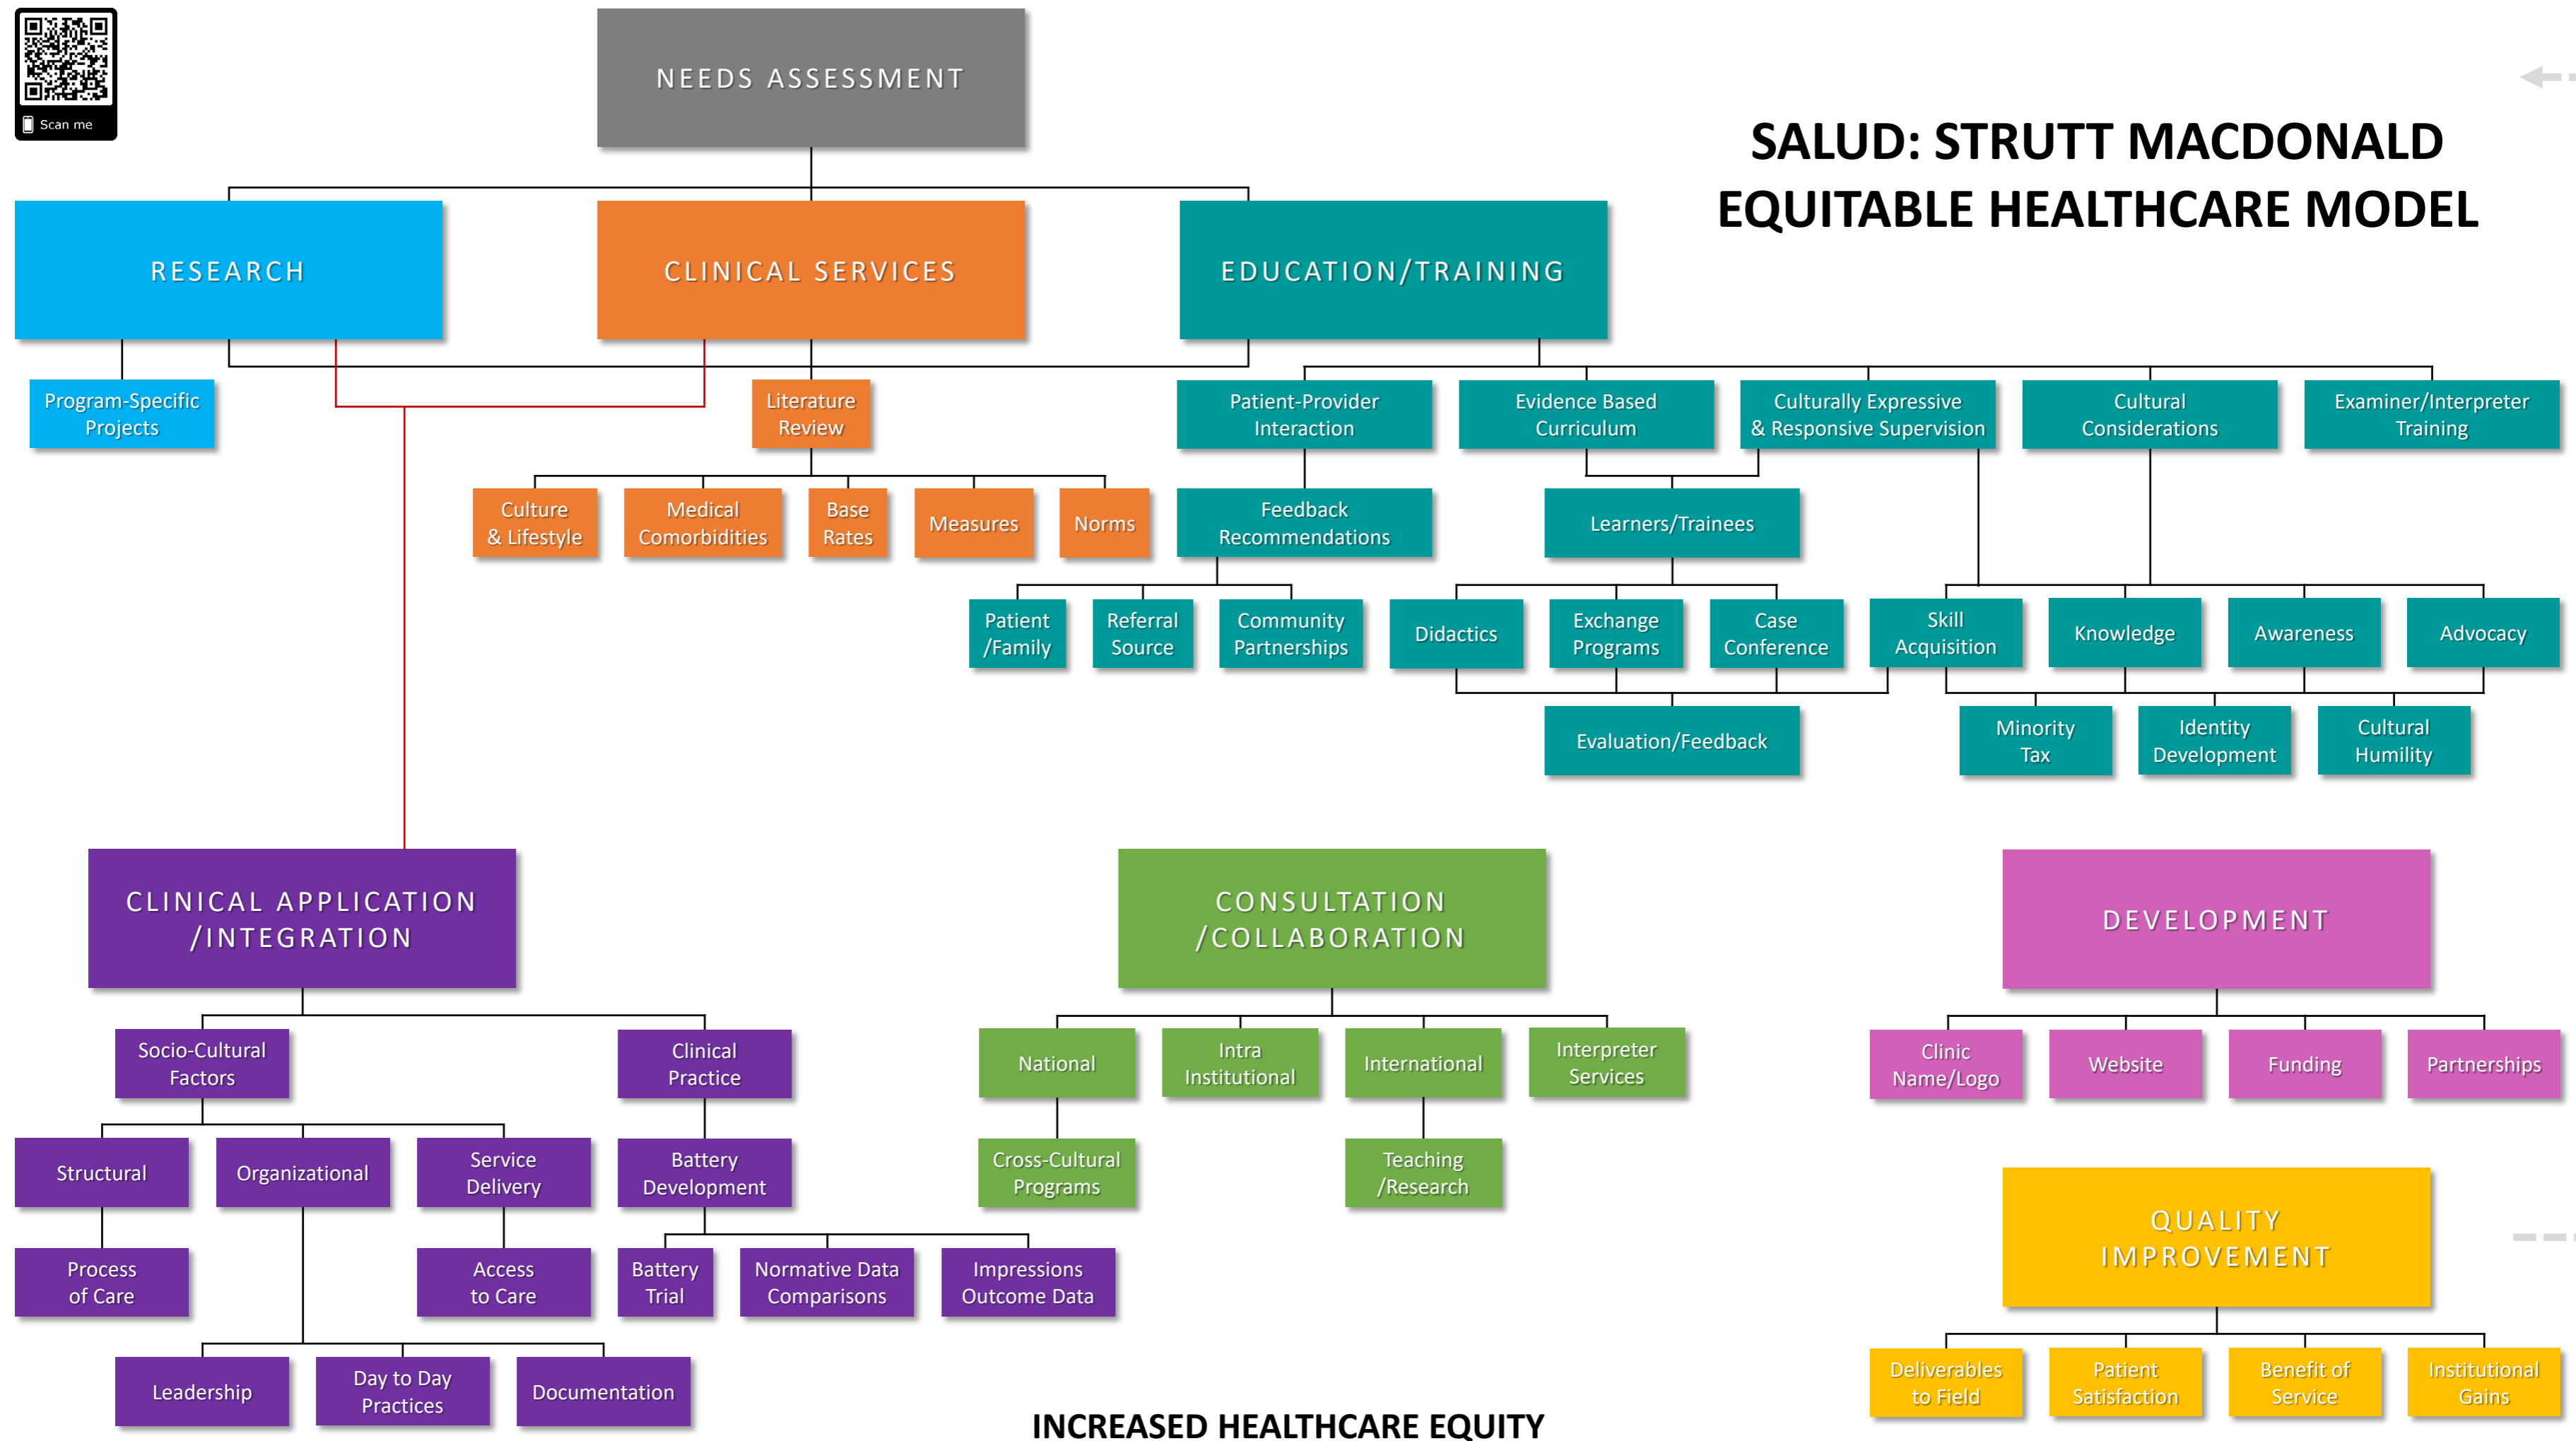 Scan me
NEEDS ASSESSMENT
SALUD: STRUTT MACDONALD
EQUITABLE HEALTHCARE MODEL
RESEARCH
CLINICAL SERVICES
EDUCATION/TRAINING
Program-Specific
Projects
Literature
Review
Patient-Provider
Interaction
Evidence Based
Curriculum
Culturally Expressive
& Responsive Supervision
Cultural
Considerations
Examiner/Interpreter
Training
Culture
& Lifestyle
Medical
Comorbidities
Base
Rates
Measures
Norms
Feedback
Recommendations
Learners/Trainees
Patient
/Family
Referral
Source
Community
Partnerships
Didactics
Exchange
Programs
Case
Conference
Skill
Acquisition
Knowledge
Awareness
Advocacy
Evaluation/Feedback
Minority
Tax
Identity
Development
Cultural
Humility
CLINICAL APPLICATION
/INTEGRATION
CONSULTATION
/COLLABORATION
DEVELOPMENT
Socio-Cultural
Factors
Clinical
Practice
National
Intra
Institutional
International
Interpreter
Services
Clinic
Name/Logo
Website
Funding
Partnerships
Structural
Organizational
Service
Delivery
Battery
Development
Cross-Cultural
Programs
Teaching
/Research
QUALITY
IMPROVEMENT
Process
of Care
Access
to Care
Battery
Trial
Normative Data
Comparisons
Impressions
Outcome Data
Leadership
Day to Day
Practices
Documentation
Deliverables
to Field
Patient
Satisfaction
Benefit of
Service
Institutional
Gains
INCREASED HEALTHCARE EQUITY